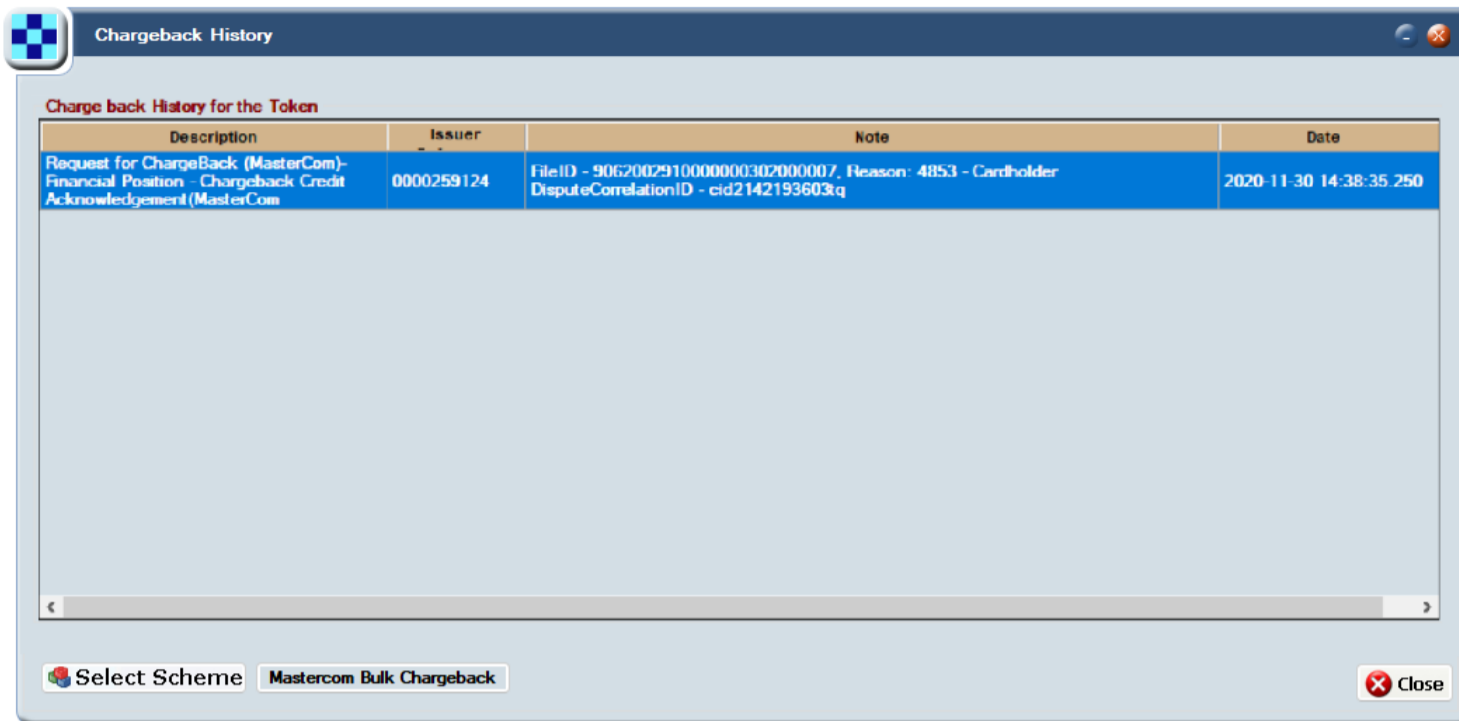 Chargeback History
Charge back History for the Token
Description Issuer Note Date
Request for ChargeBack (MasterCom)-
Financial Position - Chargeback Credit
Acknowledgement(MasterCom
0000259124
FileID - 9062002910000000302000007, Reason: 4853 - Cardholder
DisputeCorrelationID - cid2142193603tq
2020-11-30 14:38:35.250
Select Scheme Mastercom Bulk Chargeback Close